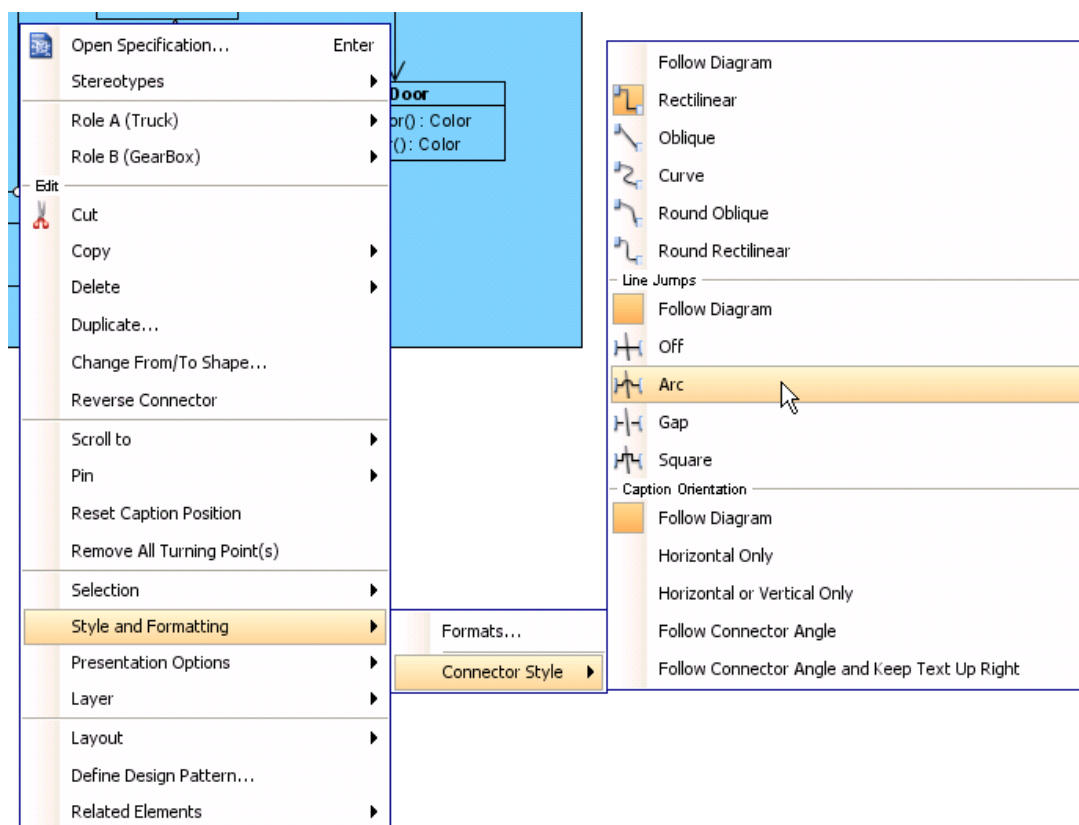 Open Specification... Enter
Stereotypes
Role A (Truck)
Role B (GearBox)
Edit
Cut
Copy
Delete
Duplicate...
Change From/To Shape...
Reverse Connector
Scroll to
Pin
Reset Caption Position
Remove All Turning Point(s)
Selection
Style and Formatting
Presentation Options
Layer
Layout
Define Design Pattern...
Related Elements
Door
or() : Color
r() : Color
Formats...
Connector Style
Follow Diagram
Rectilinear
Oblique
Curve
Round Oblique
Round Rectilinear
Line Jumps
Follow Diagram
Off
Arc
Gap
Square
Caption Orientation
Follow Diagram
Horizontal Only
Horizontal or Vertical Only
Follow Connector Angle
Follow Connector Angle and Keep Text Up Right